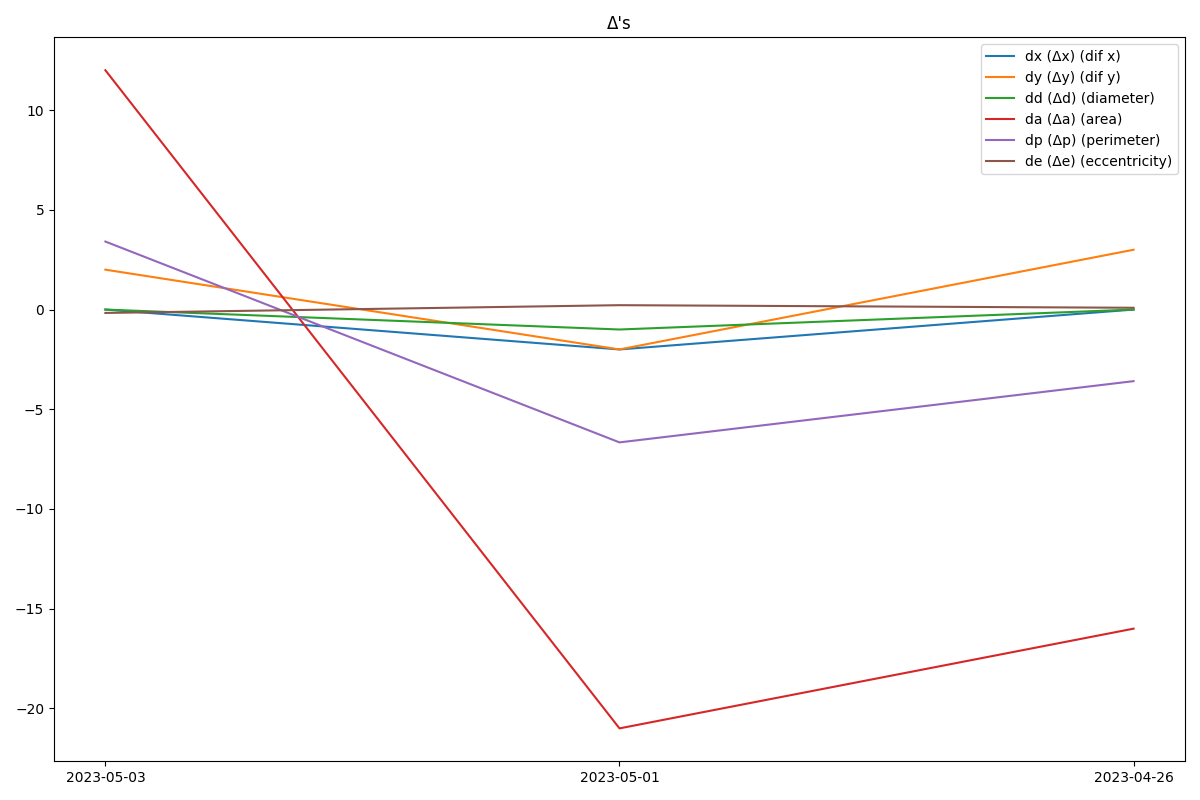 Δ's
dx (Δx) (dif x)
dy (Δy) (dif y)
dd (Δd) (diameter)
da (Δa) (area)
dp (Δp) (perimeter)
de (Δe) (eccentricity)
10
5
0
−5
−10
−15
−20
2023-05-03 2023-05-01 2023-04-26